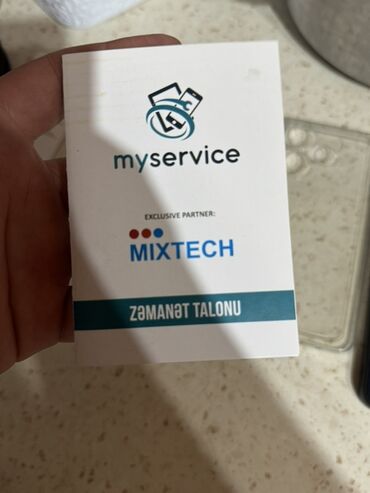 myservice
EXCLUSIVE PARTNER:
MIXTECH
ZƏMANƏT TALONU